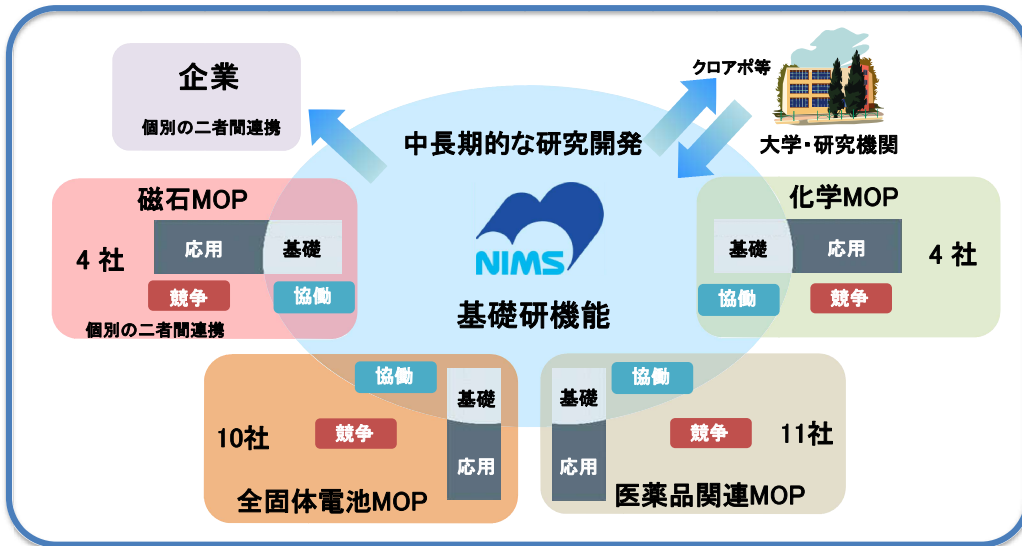 企業
個別の二者間連携
クロアポ等
大学・研究機関
中長期的な研究開発
NIMS
基礎研機能
磁石MOP
4 社
応用
基礎
競争
協働
個別の二者間連携
化学MOP
基礎
応用
4 社
協働
競争
協働
基礎
10社
競争
応用
全固体電池MOP
協働
基礎
競争
11社
応用
医薬品関連MOP